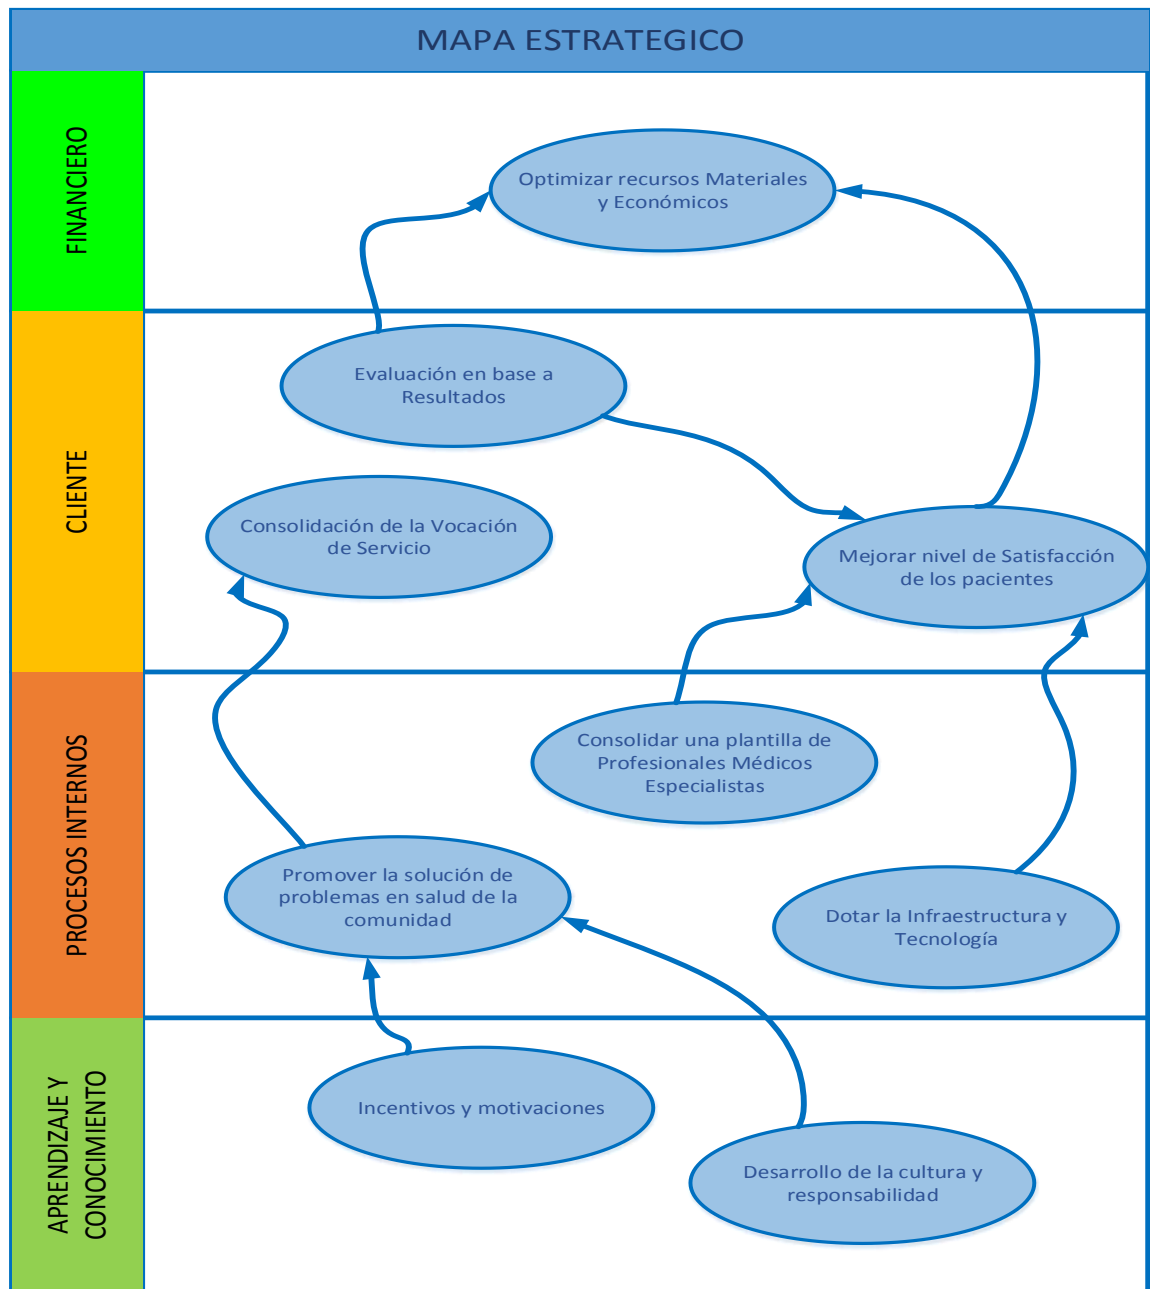 MAPA ESTRATEGICO
FINANCIERO
Optimizar recursos Materiales
y Económicos
CLIENTE
Evaluación en base a
Resultados
Consolidación de la Vocación
de Servicio
Mejorar nivel de Satisfacción
de los pacientes
PROCESOS INTERNOS
Consolidar una plantilla de
Profesionales Médicos
Especialistas
Promover la solución de
problemas en salud de la
comunidad
Dotar la Infraestructura y
Tecnología
APRENDIZAJE Y
CONOCIMIENTO
Incentivos y motivaciones
Desarrollo de la cultura y
responsabilidad